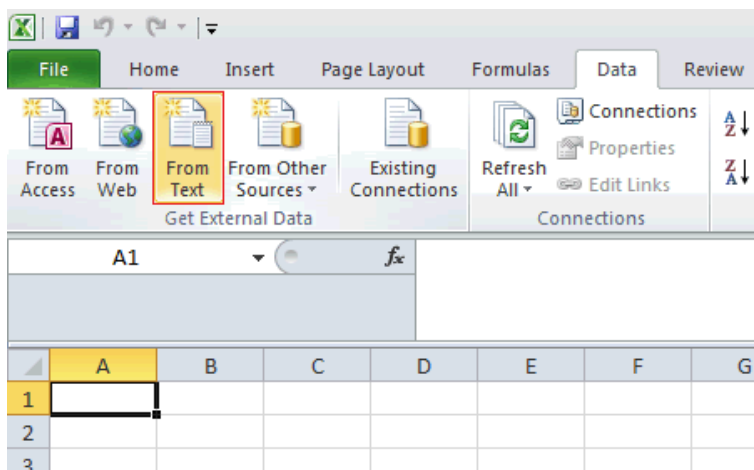 File Home Insert Page Layout Formulas Data Review
From Access
From Web
From Text
From Other Sources
Existing Connections
Get External Data
Refresh All
Connections
Properties
Edit Links
Connections
A Z
Z A
A1 fx
A B C D E F G
1
2
3